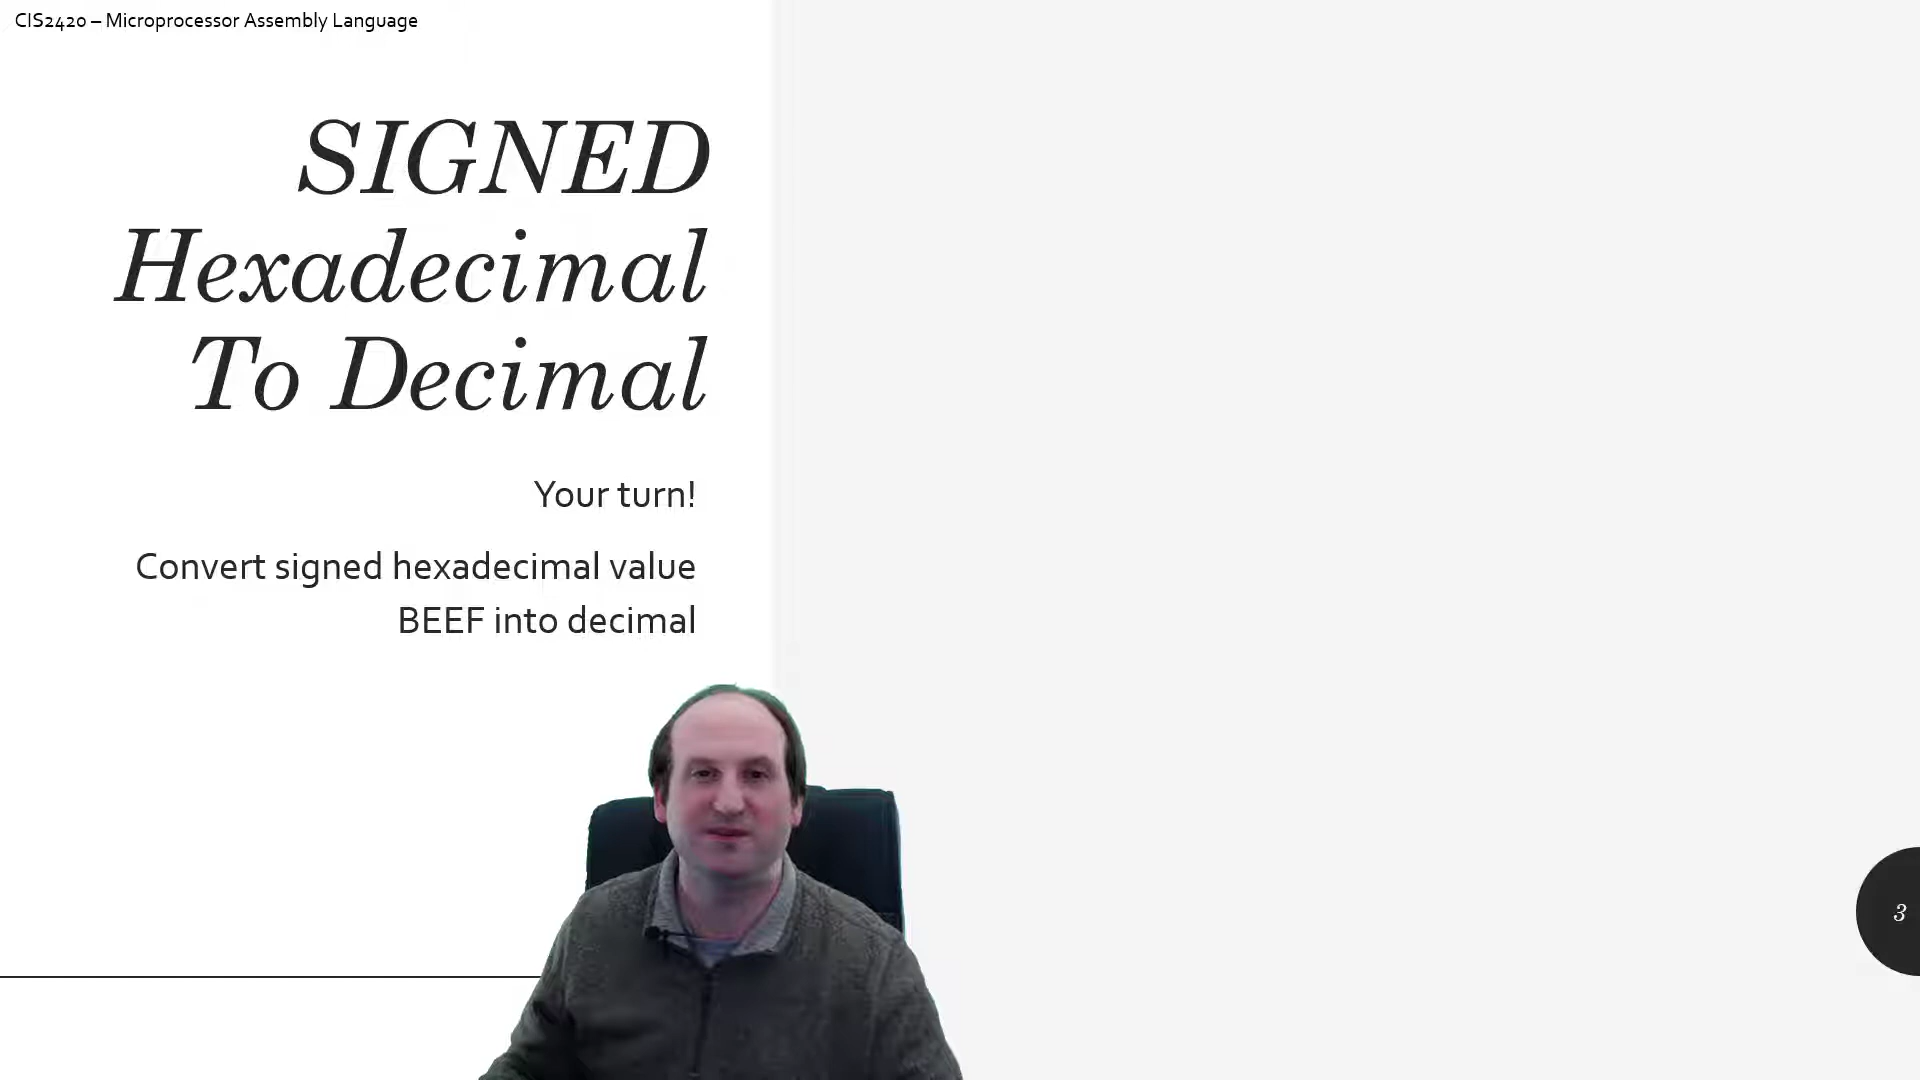 CIS2420 – Microprocessor Assembly Language
SIGNED
Hexadecimal
To Decimal
Your turn!
Convert signed hexadecimal value
BEEF into decimal
3